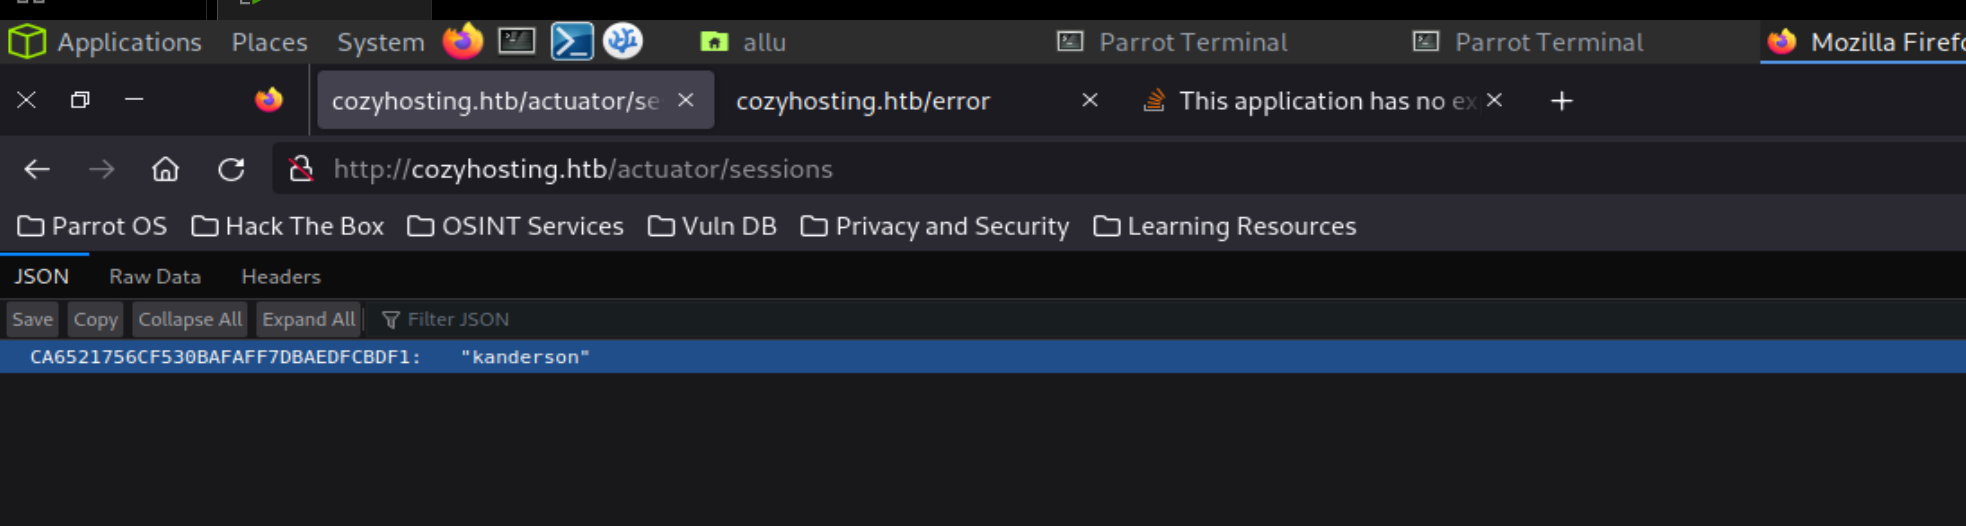 Applications Places System allu Parrot Terminal Parrot Terminal Mozilla Firefo
cozyhosting.htb/actuator/se cozyhosting.htb/error This application has no ex
http://cozyhosting.htb/actuator/sessions
Parrot OS Hack The Box OSINT Services Vuln DB Privacy and Security Learning Resources
JSON Raw Data Headers
Save Copy Collapse All Expand All Filter JSON
CA6521756CF530BAFAFF7DBAEDFCBDF1: "kanderson"